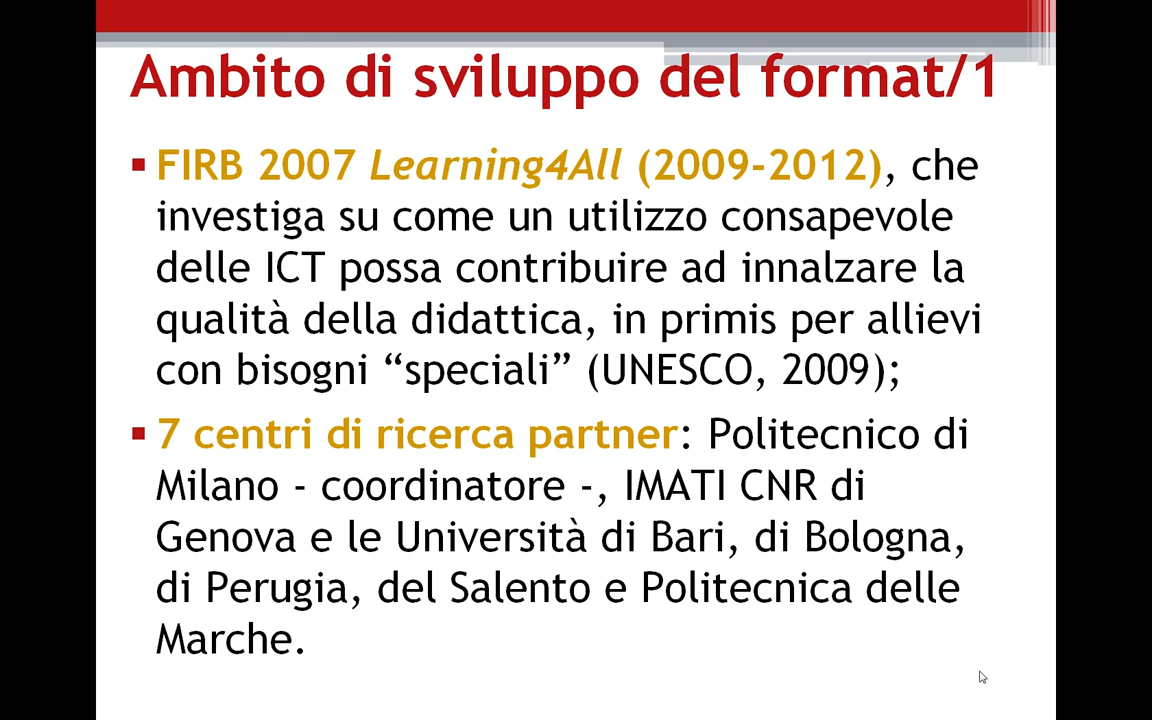 Ambito di sviluppo del format/1
▪ FIRB 2007 Learning4All (2009-2012), che
investiga su come un utilizzo consapevole
delle ICT possa contribuire ad innalzare la
qualità della didattica, in primis per allievi
con bisogni “speciali” (UNESCO, 2009);
▪ 7 centri di ricerca partner: Politecnico di
Milano - coordinatore -, IMATI CNR di
Genova e le Università di Bari, di Bologna,
di Perugia, del Salento e Politecnica delle
Marche.